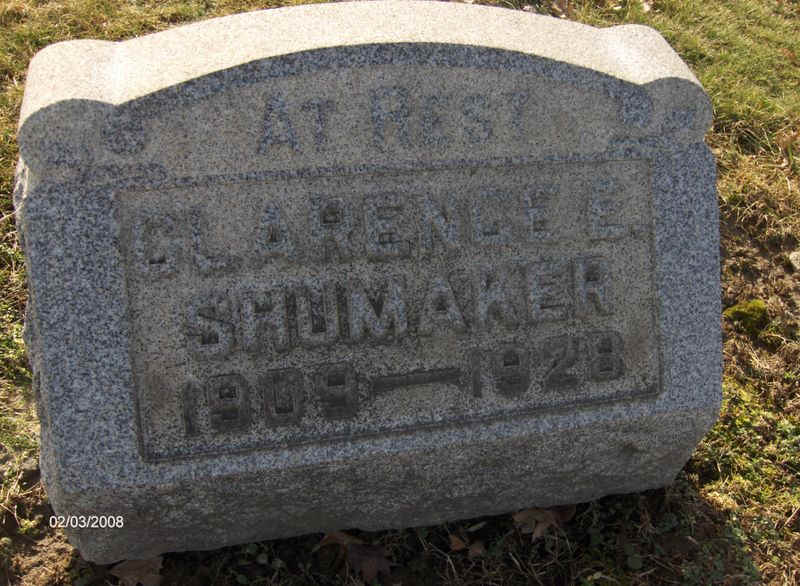 At Rest
CLARENCE E.
SHUMAKER
1909—1928
02/03/2008